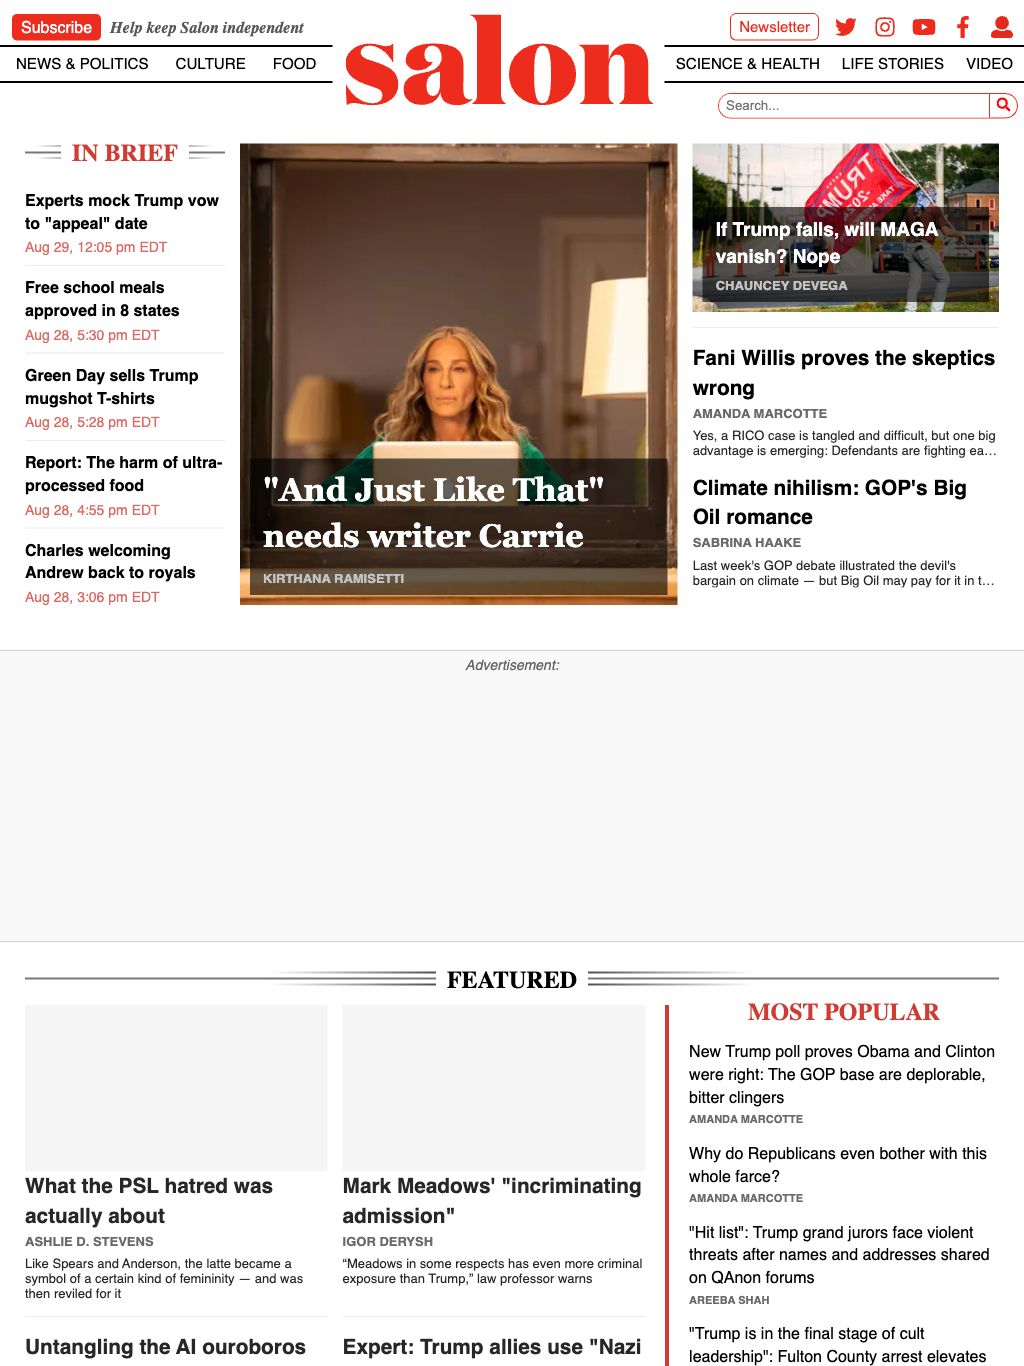 Subscribe
Help keep Salon independent
Newsletter
NEWS & POLITICS
CULTURE
FOOD
salon
SCIENCE & HEALTH
LIFE STORIES
VIDEO
Search...
IN BRIEF
Experts mock Trump vow
to "appeal" date
Aug 29, 12:05 pm EDT
Free school meals
approved in 8 states
Aug 28, 5:30 pm EDT
Green Day sells Trump
mugshot T-shirts
Aug 28, 5:28 pm EDT
Report: The harm of ultra-
processed food
Aug 28, 4:55 pm EDT
Charles welcoming
Andrew back to royals
Aug 28, 3:06 pm EDT
"And Just Like That"
needs writer Carrie
KIRTHANA RAMISETTI
TRUMP
If Trump falls, will MAGA
vanish? Nope
CHAUNCEY DEVEGA
Fani Willis proves the skeptics
wrong
AMANDA MARCOTTE
Yes, a RICO case is tangled and difficult, but one big
advantage is emerging: Defendants are fighting ea...
Climate nihilism: GOP's Big
Oil romance
SABRINA HAAKE
Last week's GOP debate illustrated the devil's
bargain on climate — but Big Oil may pay for it in t...
Advertisement:
FEATURED
What the PSL hatred was
actually about
ASHLIE D. STEVENS
Like Spears and Anderson, the latte became a
symbol of a certain kind of femininity — and was
then reviled for it
Untangling the AI ouroboros
Mark Meadows' "incriminating
admission"
IGOR DERYSH
“Meadows in some respects has even more criminal
exposure than Trump,” law professor warns
Expert: Trump allies use "Nazi
MOST POPULAR
New Trump poll proves Obama and Clinton
were right: The GOP base are deplorable,
bitter clingers
AMANDA MARCOTTE
Why do Republicans even bother with this
whole farce?
AMANDA MARCOTTE
"Hit list": Trump grand jurors face violent
threats after names and addresses shared
on QAnon forums
AREEBA SHAH
"Trump is in the final stage of cult
leadership": Fulton County arrest elevates